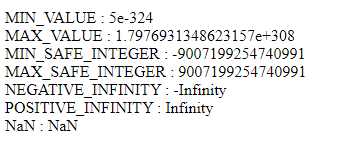 MIN_VALUE : 5e-324
MAX_VALUE : 1.7976931348623157e+308
MIN_SAFE_INTEGER : -9007199254740991
MAX_SAFE_INTEGER : 9007199254740991
NEGATIVE_INFINITY : -Infinity
POSITIVE_INFINITY : Infinity
NaN : NaN